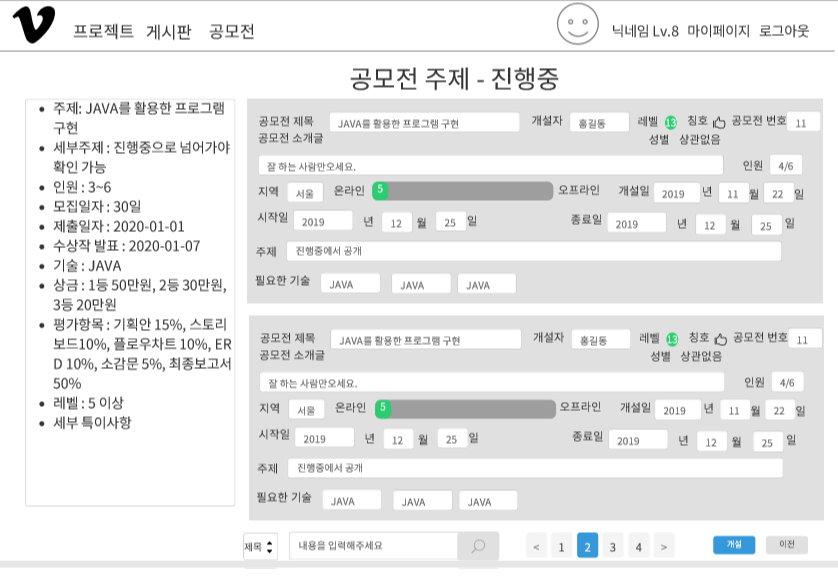 프로젝트 게시판 공모전 닉네임 Lv.8 마이페이지 로그아웃
공모전 주제 - 진행중
주제: JAVA를 활용한 프로그램
구현
세부주제 : 진행중으로 넘어가야
확인 가능
인원 : 3~6
모집일자 : 30일
제출일자 : 2020-01-01
수상작 발표 : 2020-01-07
기술 : JAVA
상금 : 1등 50만원, 2등 30만원,
3등 20만원
평가항목 : 기획안 15%, 스토리
보드10%, 플로우차트 10%, ER
D 10%, 소감문 5%, 최종보고서
50%
레벨 : 5 이상
세부 특이사항
공모전 제목 JAVA를 활용한 프로그램 구현 개설자 홍길동 레벨 13 칭호 공모전 번호 11
공모전 소개글 성별 상관없음
잘 하는 사람만오세요. 인원 4/6
지역 서울 온라인 5 오프라인 개설일 2019 년 11 월 22 일
시작일 2019 년 12 월 25 일 종료일 2019 년 12 월 25 일
주제 진행중에서 공개
필요한 기술 JAVA JAVA JAVA
공모전 제목 JAVA를 활용한 프로그램 구현 개설자 홍길동 레벨 13 칭호 공모전 번호 11
공모전 소개글 성별 상관없음
잘 하는 사람만오세요. 인원 4/6
지역 서울 온라인 5 오프라인 개설일 2019 년 11 월 22 일
시작일 2019 년 12 월 25 일 종료일 2019 년 12 월 25 일
주제 진행중에서 공개
필요한 기술 JAVA JAVA JAVA
제목 내용을 입력해주세요 < 1 2 3 4 > 개설 이전